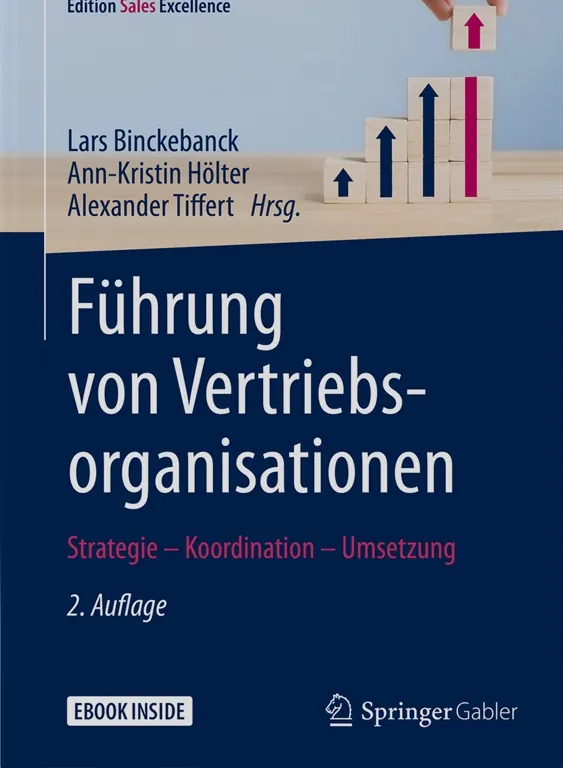 Edition Sales Excellence
Lars Binckebanck
Ann-Kristin Hölter
Alexander Tiffert Hrsg.
Führung
von Vertriebs-
organisationen
Strategie – Koordination – Umsetzung
2. Auflage
EBOOK INSIDE
Springer Gabler